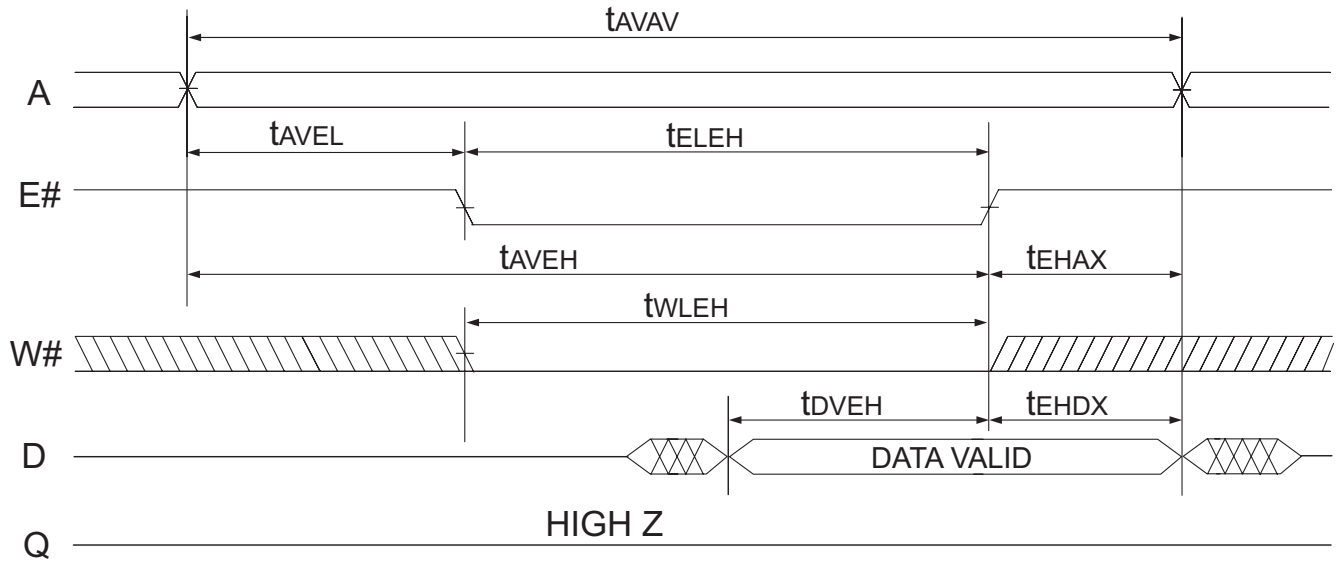 tAVAV
A
tAVEL tELEH
E#
tAVEH tEHAX
tWLEH
W#
tDVEH tEHDX
D DATA VALID
HIGH Z
Q